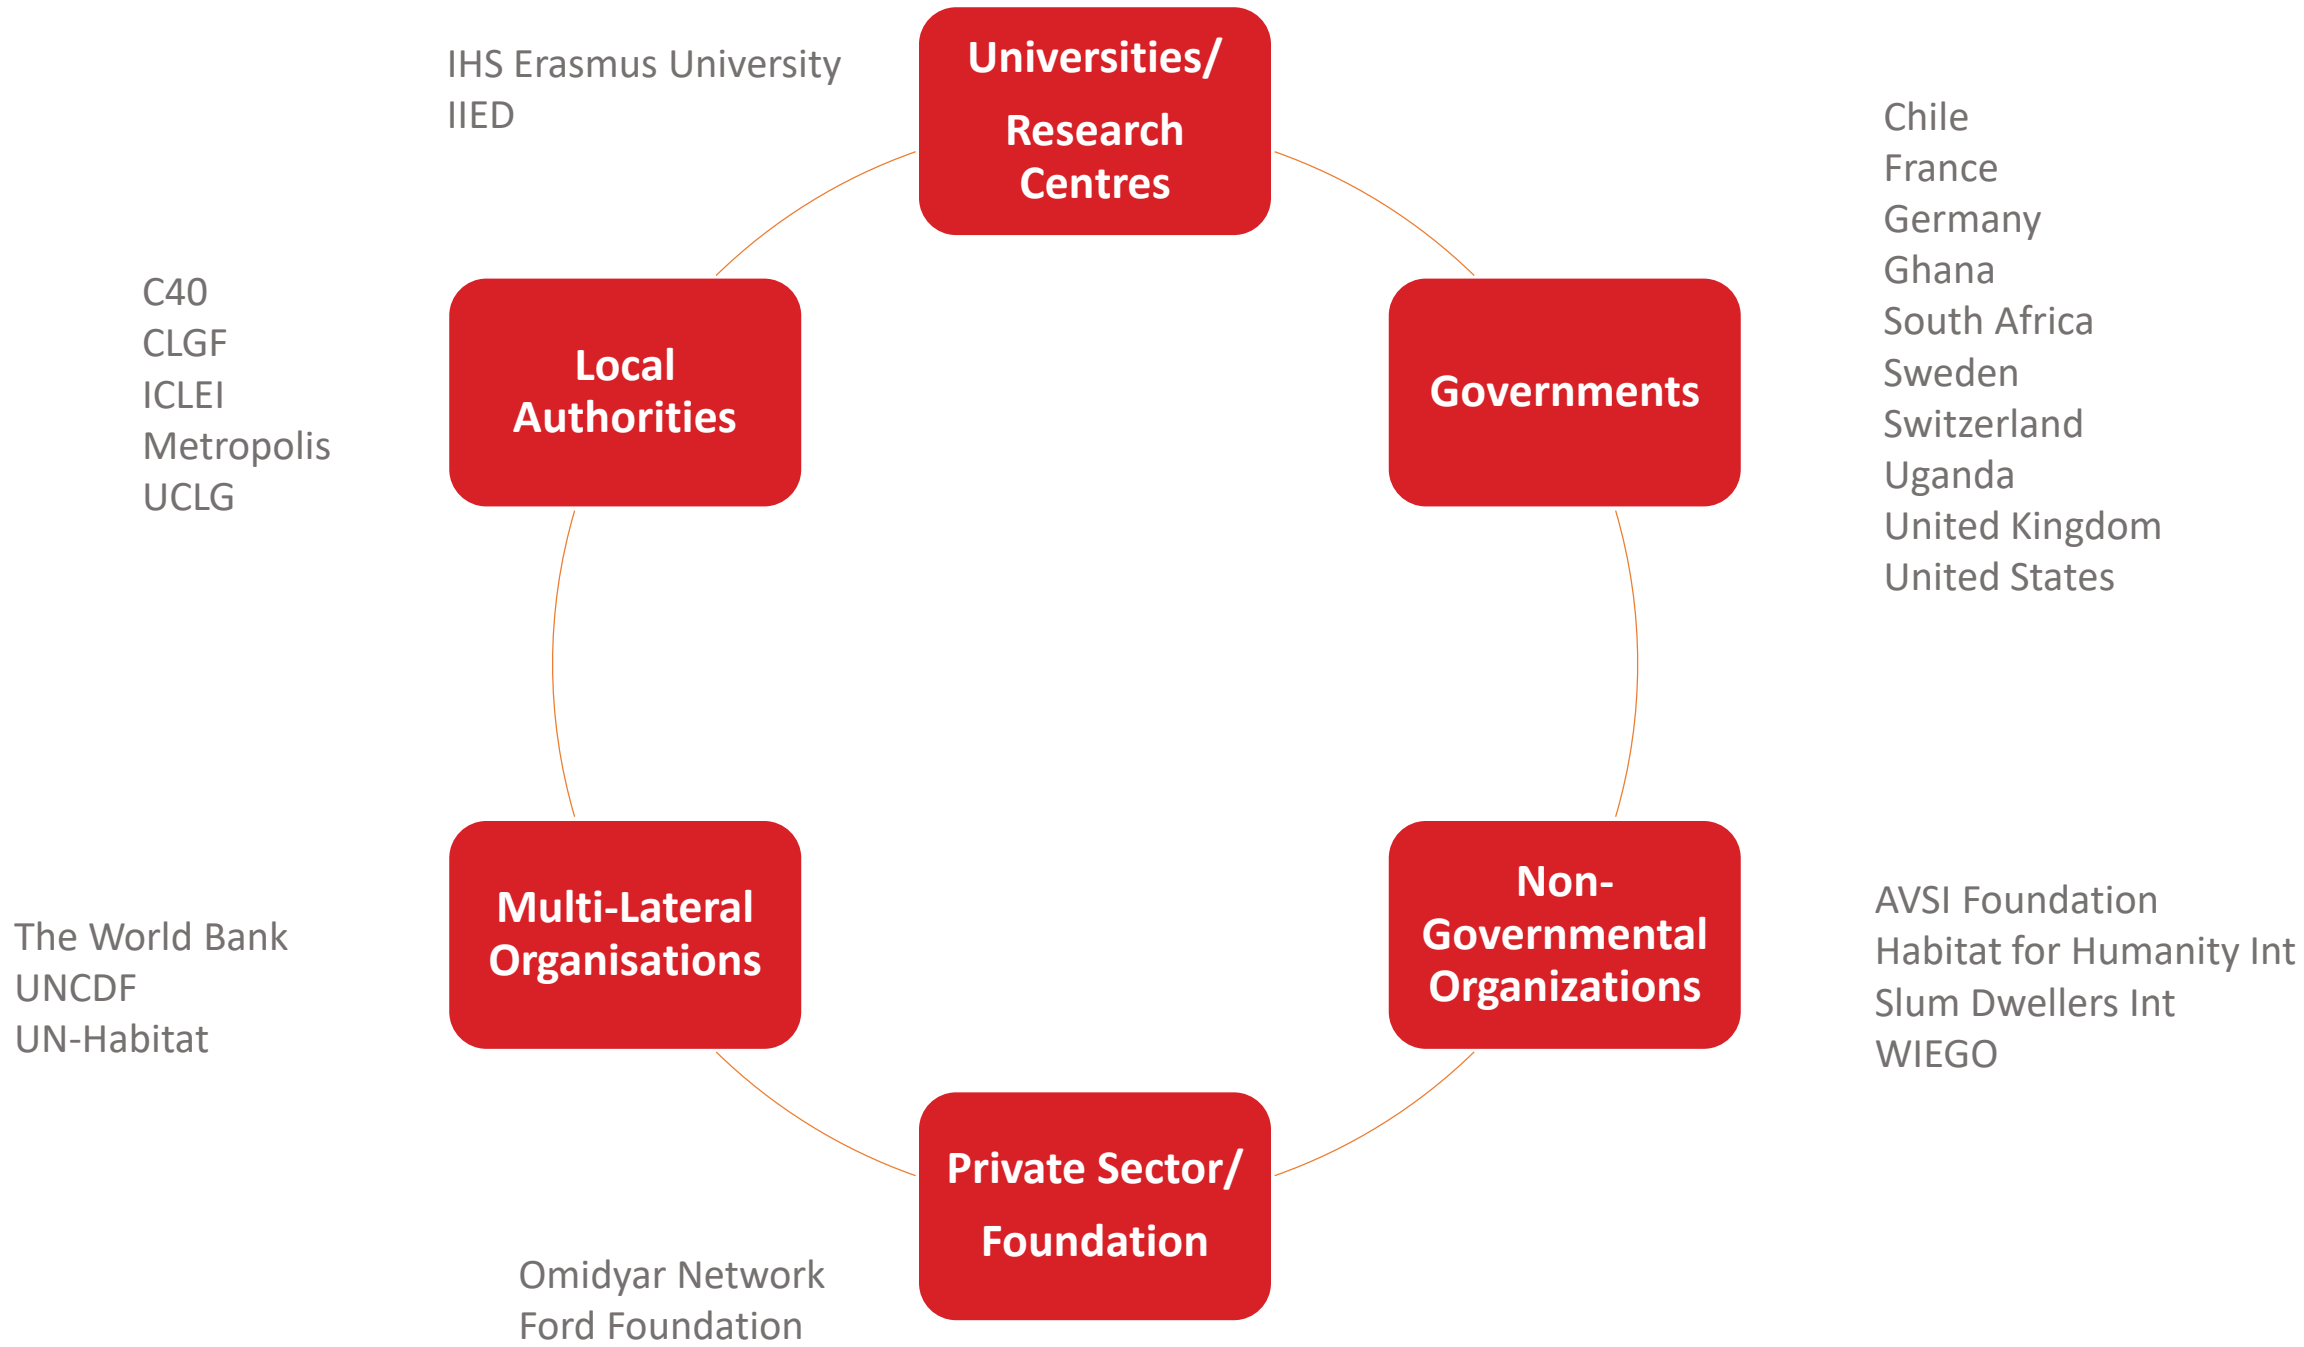 IHS Erasmus University
IIED
Universities/
Research
Centres
Chile
France
Germany
Ghana
South Africa
Sweden
Switzerland
Uganda
United Kingdom
United States
C40
CLGF
ICLEI
Metropolis
UCLG
Local
Authorities
Governments
The World Bank
UNCDF
UN-Habitat
Multi-Lateral
Organisations
Non-
Governmental
Organizations
AVSI Foundation
Habitat for Humanity Int
Slum Dwellers Int
WIEGO
Private Sector/
Foundation
Omidyar Network
Ford Foundation